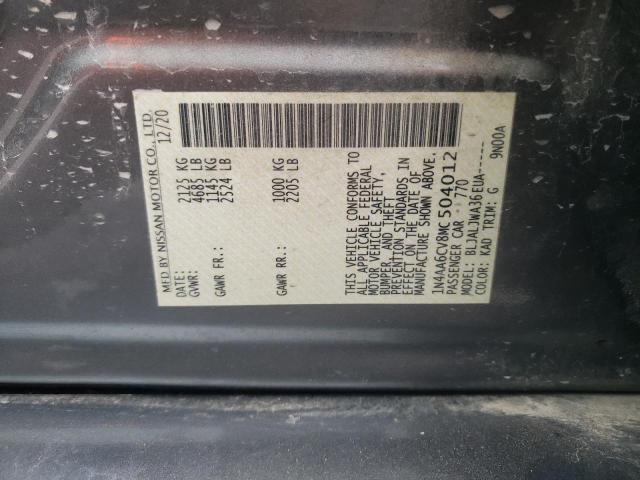 MFD BY NISSAN MOTOR CO., LTD
DATE: 12/20
GVWR: 2125 KG
4685 LB
GAWR FR: 1145 KG
2524 LB
GAWR RR: 1000 KG
2205 LB
THIS VEHICLE CONFORMS TO
ALL APPLICABLE FEDERAL
MOTOR VEHICLE SAFETY,
BUMPER, AND THEFT
PREVENTION STANDARDS IN
EFFECT ON THE DATE OF
MANUFACTURE SHOWN ABOVE.
1N4AA6CV8MC504012
PASSENGER CAR 770
MODEL: BLJALJWA36EUA-----
COLOR: KAD TRIM: G 9N00A